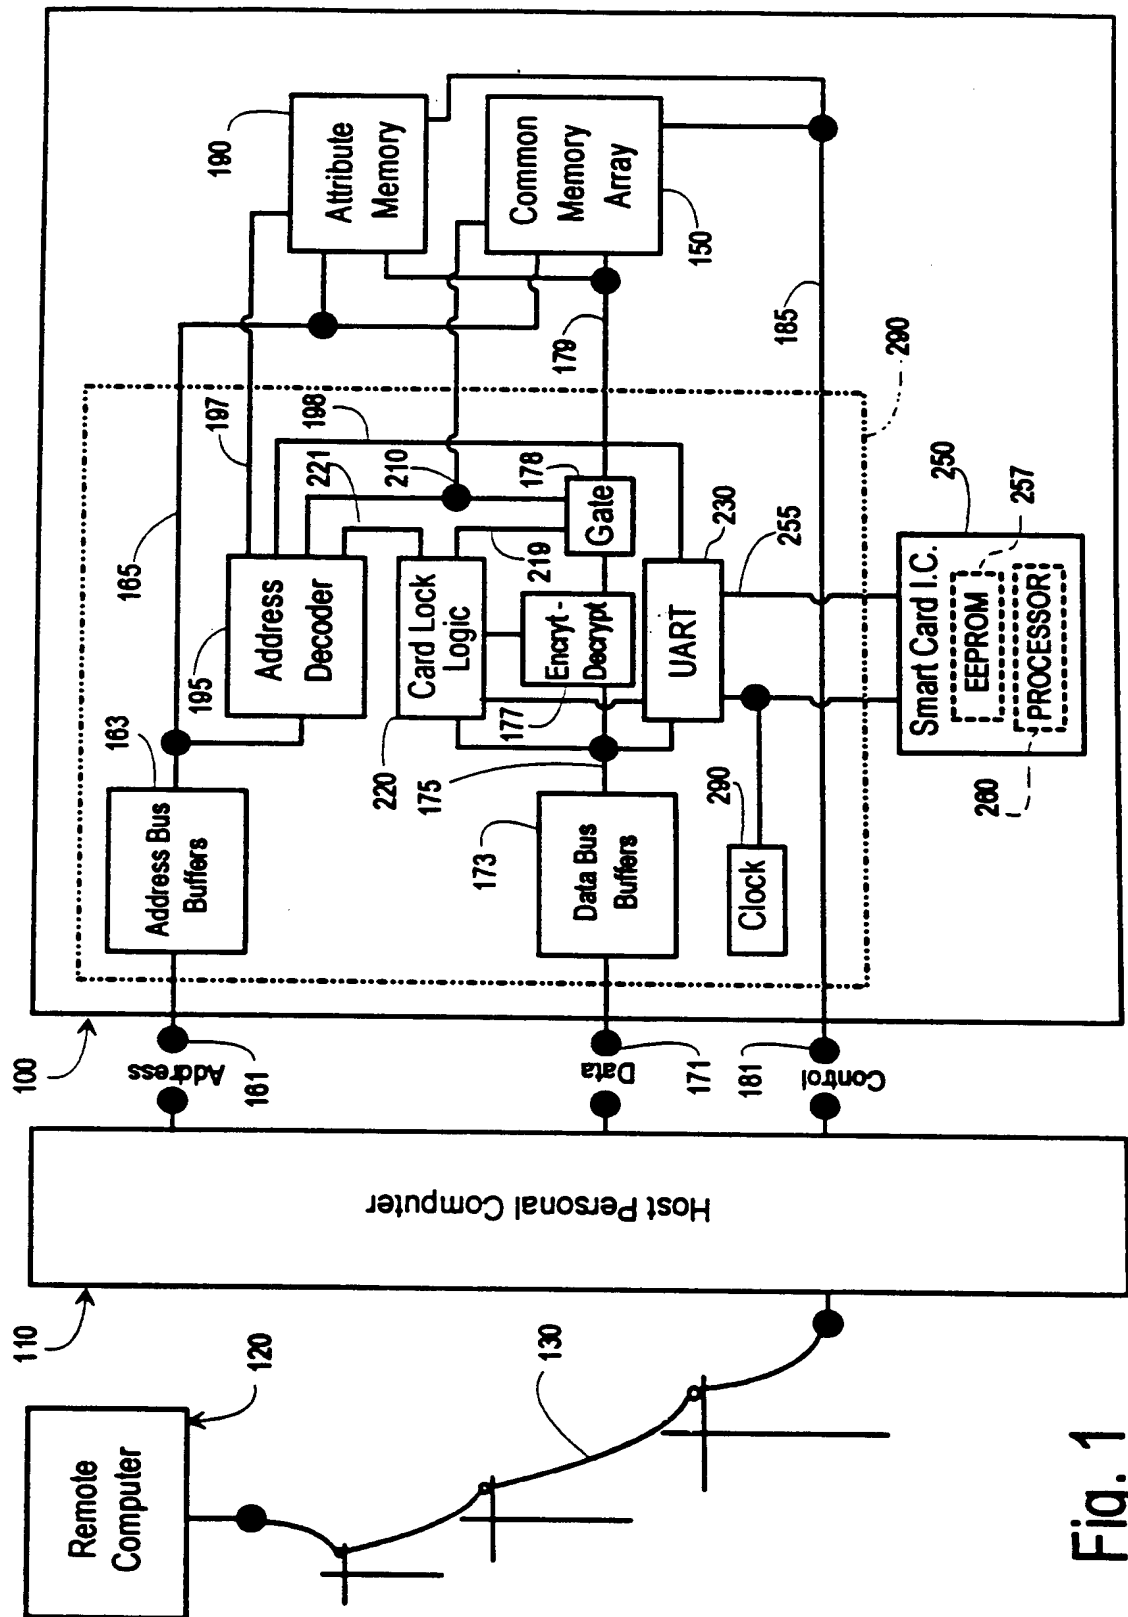 Remote
Computer
120
130
110
Host Personal Computer
100
Address
161
Data
171
181
Control
163
Address Bus
Buffers
165
195
Address
Decoder
197
198
221
210
190
Attribute
Memory
Common
Memory
Array
150
220
Card Lock
Logic
219
178
Gate
179
175
177
Encryt -
Decrypt
173
Data Bus
Buffers
230
UART
255
185
290
290
Clock
250
Smart Card I.C.
257
EEPROM
PROCESSOR
260
Fig. 1